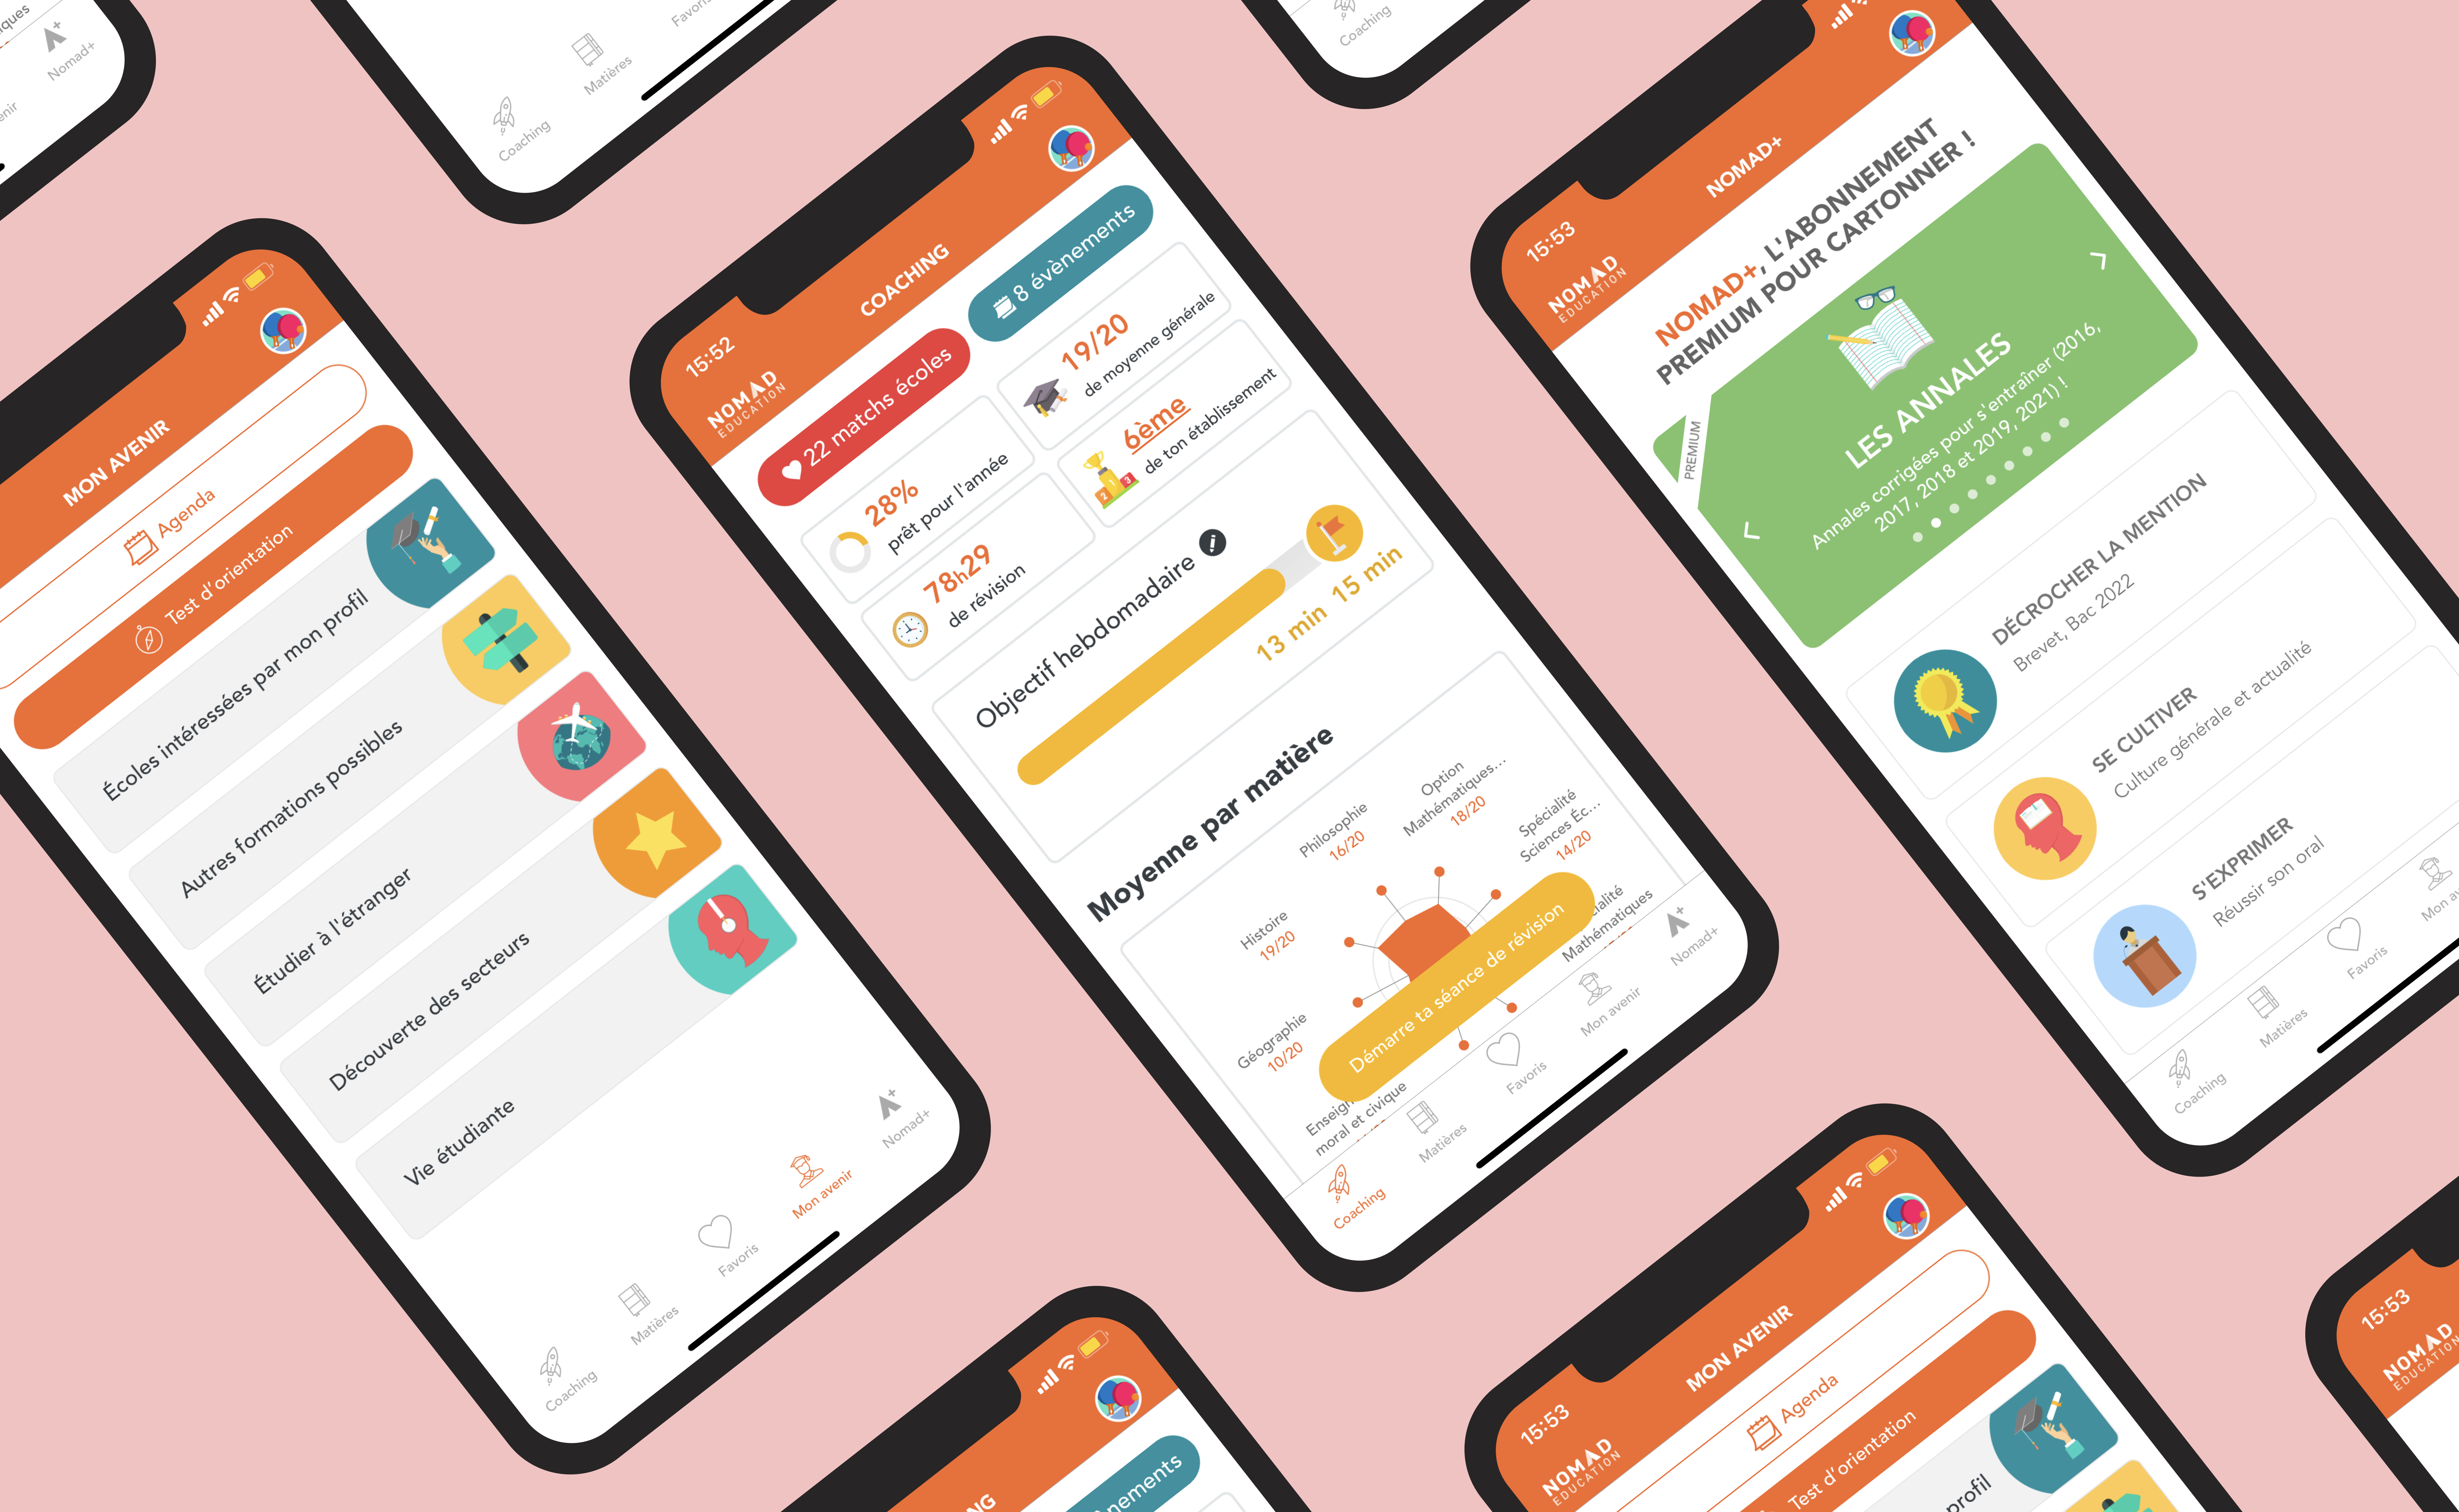 iques
Nomad+
enir
Coaching
Matières
Favoris
Coaching
MON AVENIR
Agenda
Test d'orientation
Écoles intéressées par mon profil
Autres formations possibles
Étudier à l'étranger
Découverte des secteurs
Vie étudiante
Coaching
Matières
Favoris
Mon avenir
Nomad+
15:52
NOMAD
EDUCATION
COACHING
22 matchs écoles
8 évènements
28%
prêt pour l'année
19/20
de moyenne générale
78h29
de révision
6ème
de ton établissement
Objectif hebdomadaire
13 min
15 min
Moyenne par matière
Géographie
10/20
Histoire
19/20
Philosophie
16/20
Option
Mathématiques...
18/20
Spécialité
Sciences Éc...
14/20
cialité
Mathématiques
Enseign
moral et civique
Démarre ta séance de révision
Coaching
Matières
Favoris
Mon avenir
Nomad+
15:53
NOMAD
EDUCATION
NOMAD+
NOMAD+, L'ABONNEMENT
PREMIUM POUR CARTONNER !
PREMIUM
LES ANNALES
Annales corrigées pour s'entraîner (2016,
2017, 2018 et 2019, 2021) !
DÉCROCHER LA MENTION
Brevet, Bac 2022
SE CULTIVER
Culture générale et actualité
S'EXPRIMER
Réussir son oral
Coaching
Matières
Favoris
Mon av
NG
nements
15:53
NOMAD
EDUCATION
MON AVENIR
Agenda
Test d'orientation
profil
15:53
NOMAD
EDUCATION